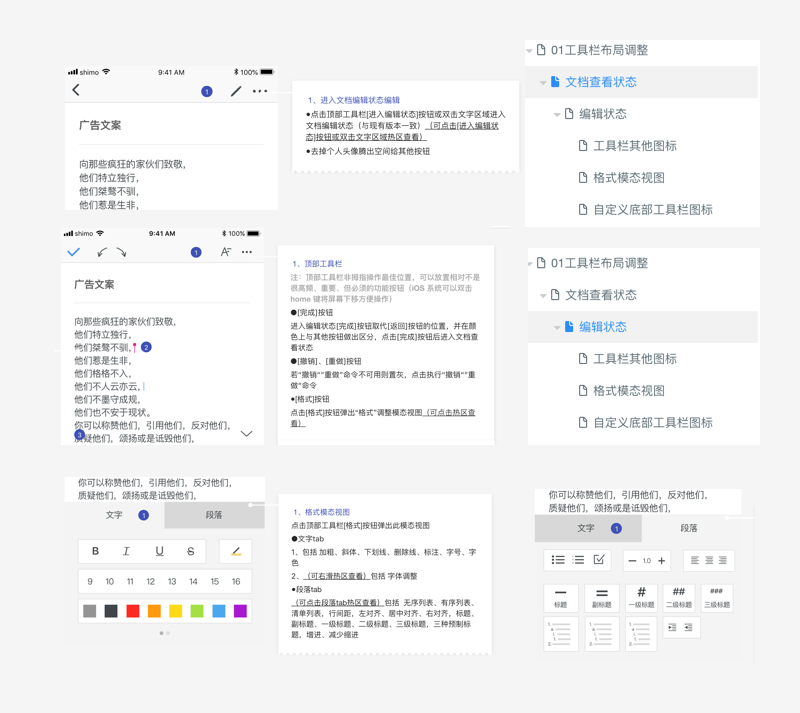 shimo 9:41 AM 100%
1
广告文案
向那些疯狂的家伙们致敬，
他们特立独行，
他们桀骜不驯，
他们惹是生非，
1、进入文档编辑状态编辑
●点击顶部工具栏[进入编辑状态]按钮或双击文字区域进入
文档编辑状态（与现有版本一致）（可点击[进入编辑状
态]按钮或双击文字区域热区查看）
●去掉个人头像腾出空间给其他按钮
01工具栏布局调整
文档查看状态
编辑状态
工具栏其他图标
格式模态视图
自定义底部工具栏图标
shimo 9:41 AM 100%
1
广告文案
向那些疯狂的家伙们致敬，
他们特立独行，
他们桀骜不驯， 2
他们惹是生非，
他们格格不入，
他们不人云亦云，
他们不墨守成规，
他们也不安于现状。
你可以称赞他们，引用他们，反对他们，
3 质疑他们，颂扬或是诋毁他们，
1、顶部工具栏
注：顶部工具栏非拇指操作最佳位置，可以放置相对不是
很高频、重要、但必须的功能按钮（iOS 系统可以双击
home 键将屏幕下移方便操作）
●[完成]按钮
进入编辑状态[完成]按钮取代[返回]按钮的位置，并在颜
色上与其他按钮做出区分，点击[完成]按钮后进入文档查
看状态
●[撤销]、[重做]按钮
若“撤销”“重做”命令不可用则置灰，点击执行“撤销”“重
做”命令
●[格式]按钮
点击[格式]按钮弹出“格式”调整模态视图（可点击热区查
看）
01工具栏布局调整
文档查看状态
编辑状态
工具栏其他图标
格式模态视图
自定义底部工具栏图标
你可以称赞他们，引用他们，反对他们，
质疑他们，颂扬或是诋毁他们，
文字 1 段落
B I U S
9 10 11 12 13 14 15 16
1、格式模态视图
点击顶部工具栏[格式]按钮弹出此模态视图
●文字tab
1、包括 加粗、斜体、下划线、删除线、标注、字号、字
色
2、（可右滑热区查看）包括 字体调整
●段落tab
（可点击段落tab热区查看）包括 无序列表、有序列表、
清单列表，行间距，左对齐、居中对齐、右对齐，标题、
副标题、一级标题、二级标题、三级标题，三种预制标
题，增进、减少缩进
你可以称赞他们，引用他们，反对他们，
质疑他们，颂扬或是诋毁他们，
文字 1 段落
1.0
# ## ###
标题 副标题 一级标题 二级标题 三级标题